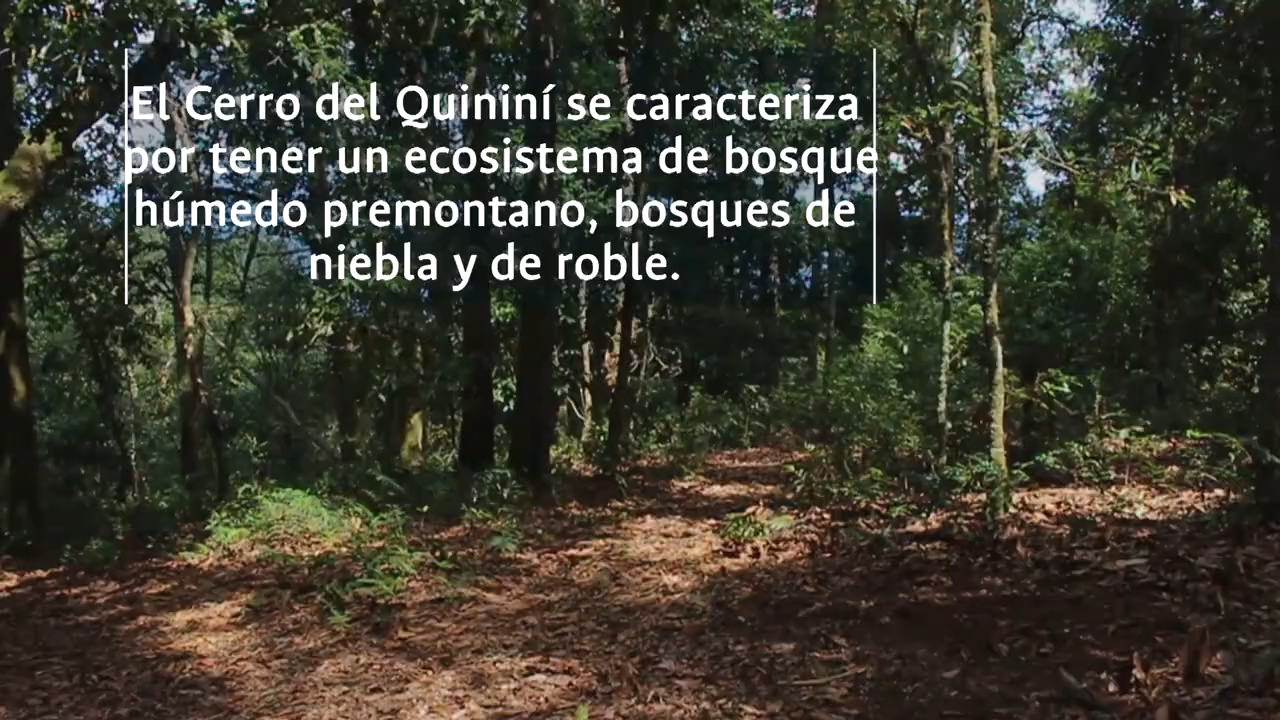 El Cerro del Quininí se caracteriza
por tener un ecosistema de bosque
húmedo premontano, bosques de
niebla y de roble.